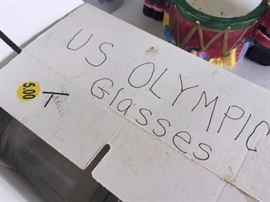 US OLYMPIC
Glasses
5.00
T